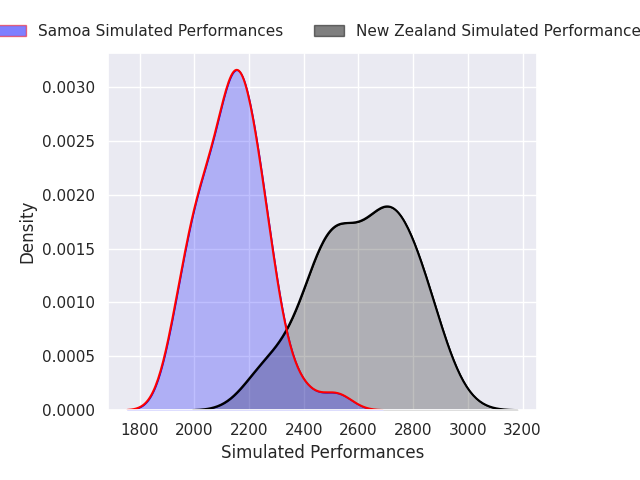 Samoa Simulated Performances
New Zealand Simulated Performance
0.0030
0.0025
0.0020
0.0015
0.0010
0.0005
0.0000
Density
1800 2000 2200 2400 2600 2800 3000 3200
Simulated Performances